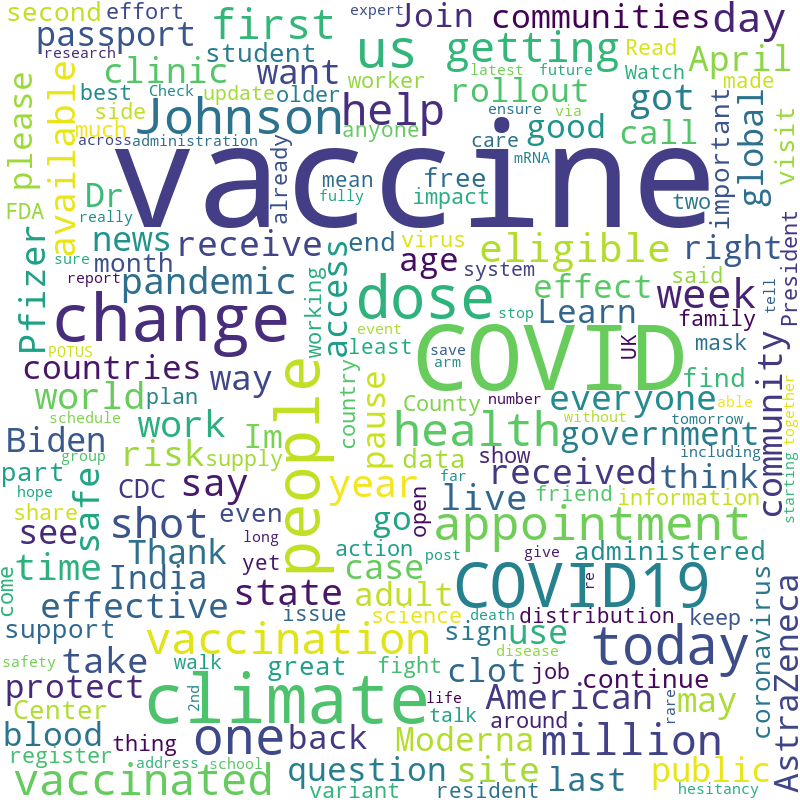 second
effort
expert
Join
communities
day
passport
first
us
getting
Read
April
research
student
clinic
want
worker
latest
future
Watch
made
please
available
best
Check
update
older
help
rollout
got
call
global
visit
side
much
Johnson
anyone
good
ensure
via
important
across
administration
vaccine
care
mRNA
Dr
FDA
really
already
mean
free
fully
impact
two
President
news
receive
end
virus
eligible
right
sure
month
age
system
said
tell
Pfizer
report
pandemic
access
dose
effect
week
change
working
event
stop
Learn
family
UK
mask
POTUS
least
save
arm
COVID
find
community
countries
way
people
country
world
plan
County
number
everyone
able
together
schedule
Im
pause
health
without
tomorrow
government
Biden
work
group
risk
supply
data
show
including
starting
part
hope
safe
CDC
say
year
far
received
think
share
see
shot
even
go
open
live
friend
information
long
appointment
come
time
Thank
yet
action
post
give
administered
India
state
case
COVID19
re
effective
adult
coronavirus
AstraZeneca
support
issue
science
death
distribution
keep
vaccination
sign
use
disease
today
safety
take
walk
great
fight
clot
job
continue
protect
climate
2nd
life
American
may
rare
Center
talk
around
blood
thing
one
back
Moderna
million
register
address
school
question
site
last
public
vaccinated
variant
resident
hesitancy